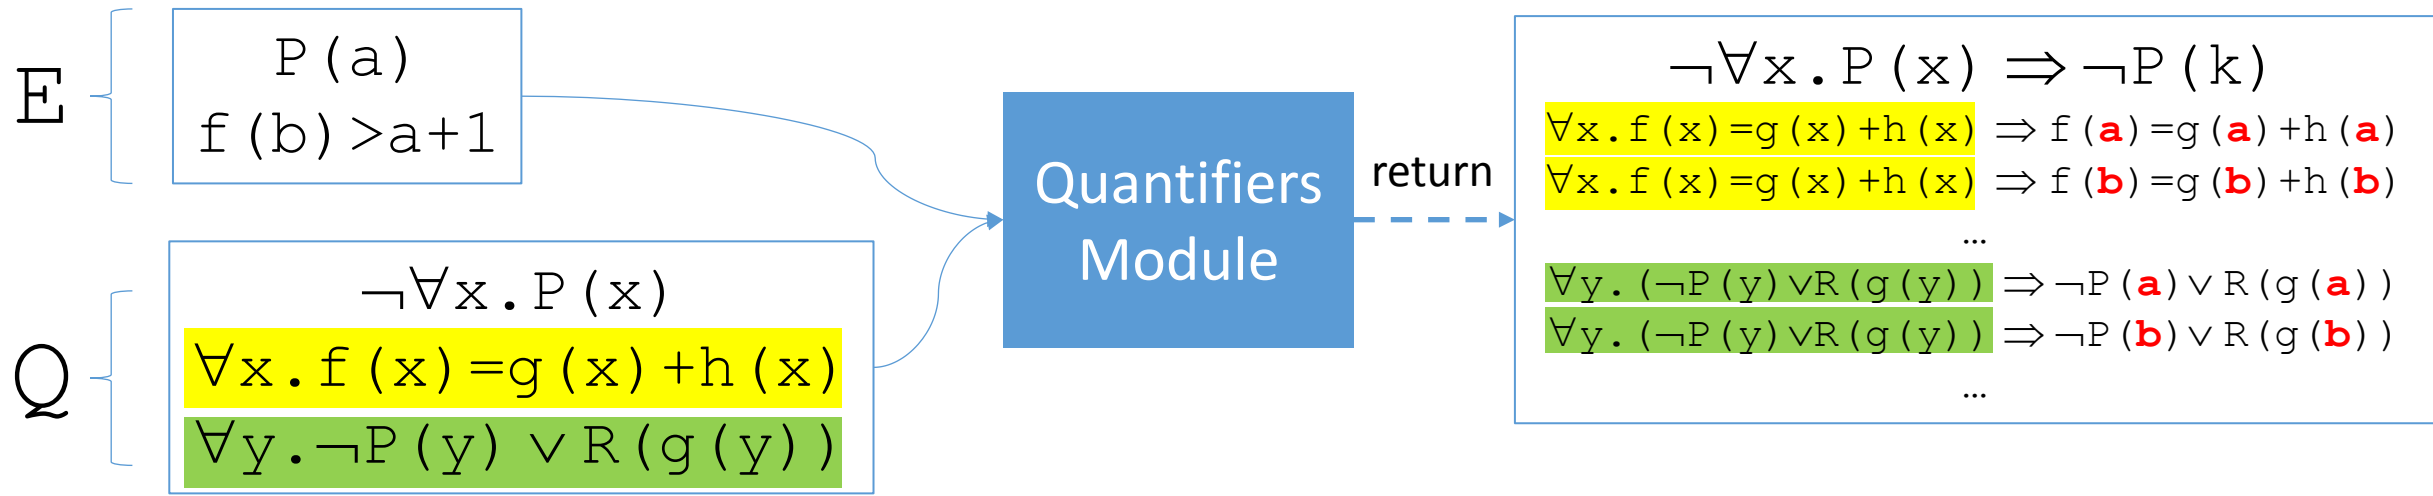 E
P(a)
f(b)>a+1
Q
¬∀x.P(x)
∀x.f(x)=g(x)+h(x)
∀y.¬P(y)∨R(g(y))
Quantifiers
Module
return
¬∀x.P(x)⇒¬P(k)
∀x.f(x)=g(x)+h(x) ⇒ f(a)=g(a)+h(a)
∀x.f(x)=g(x)+h(x) ⇒ f(b)=g(b)+h(b)
…
∀y.(¬P(y)∨R(g(y)) ⇒ ¬P(a)∨R(g(a))
∀y.(¬P(y)∨R(g(y)) ⇒ ¬P(b)∨R(g(b))
…